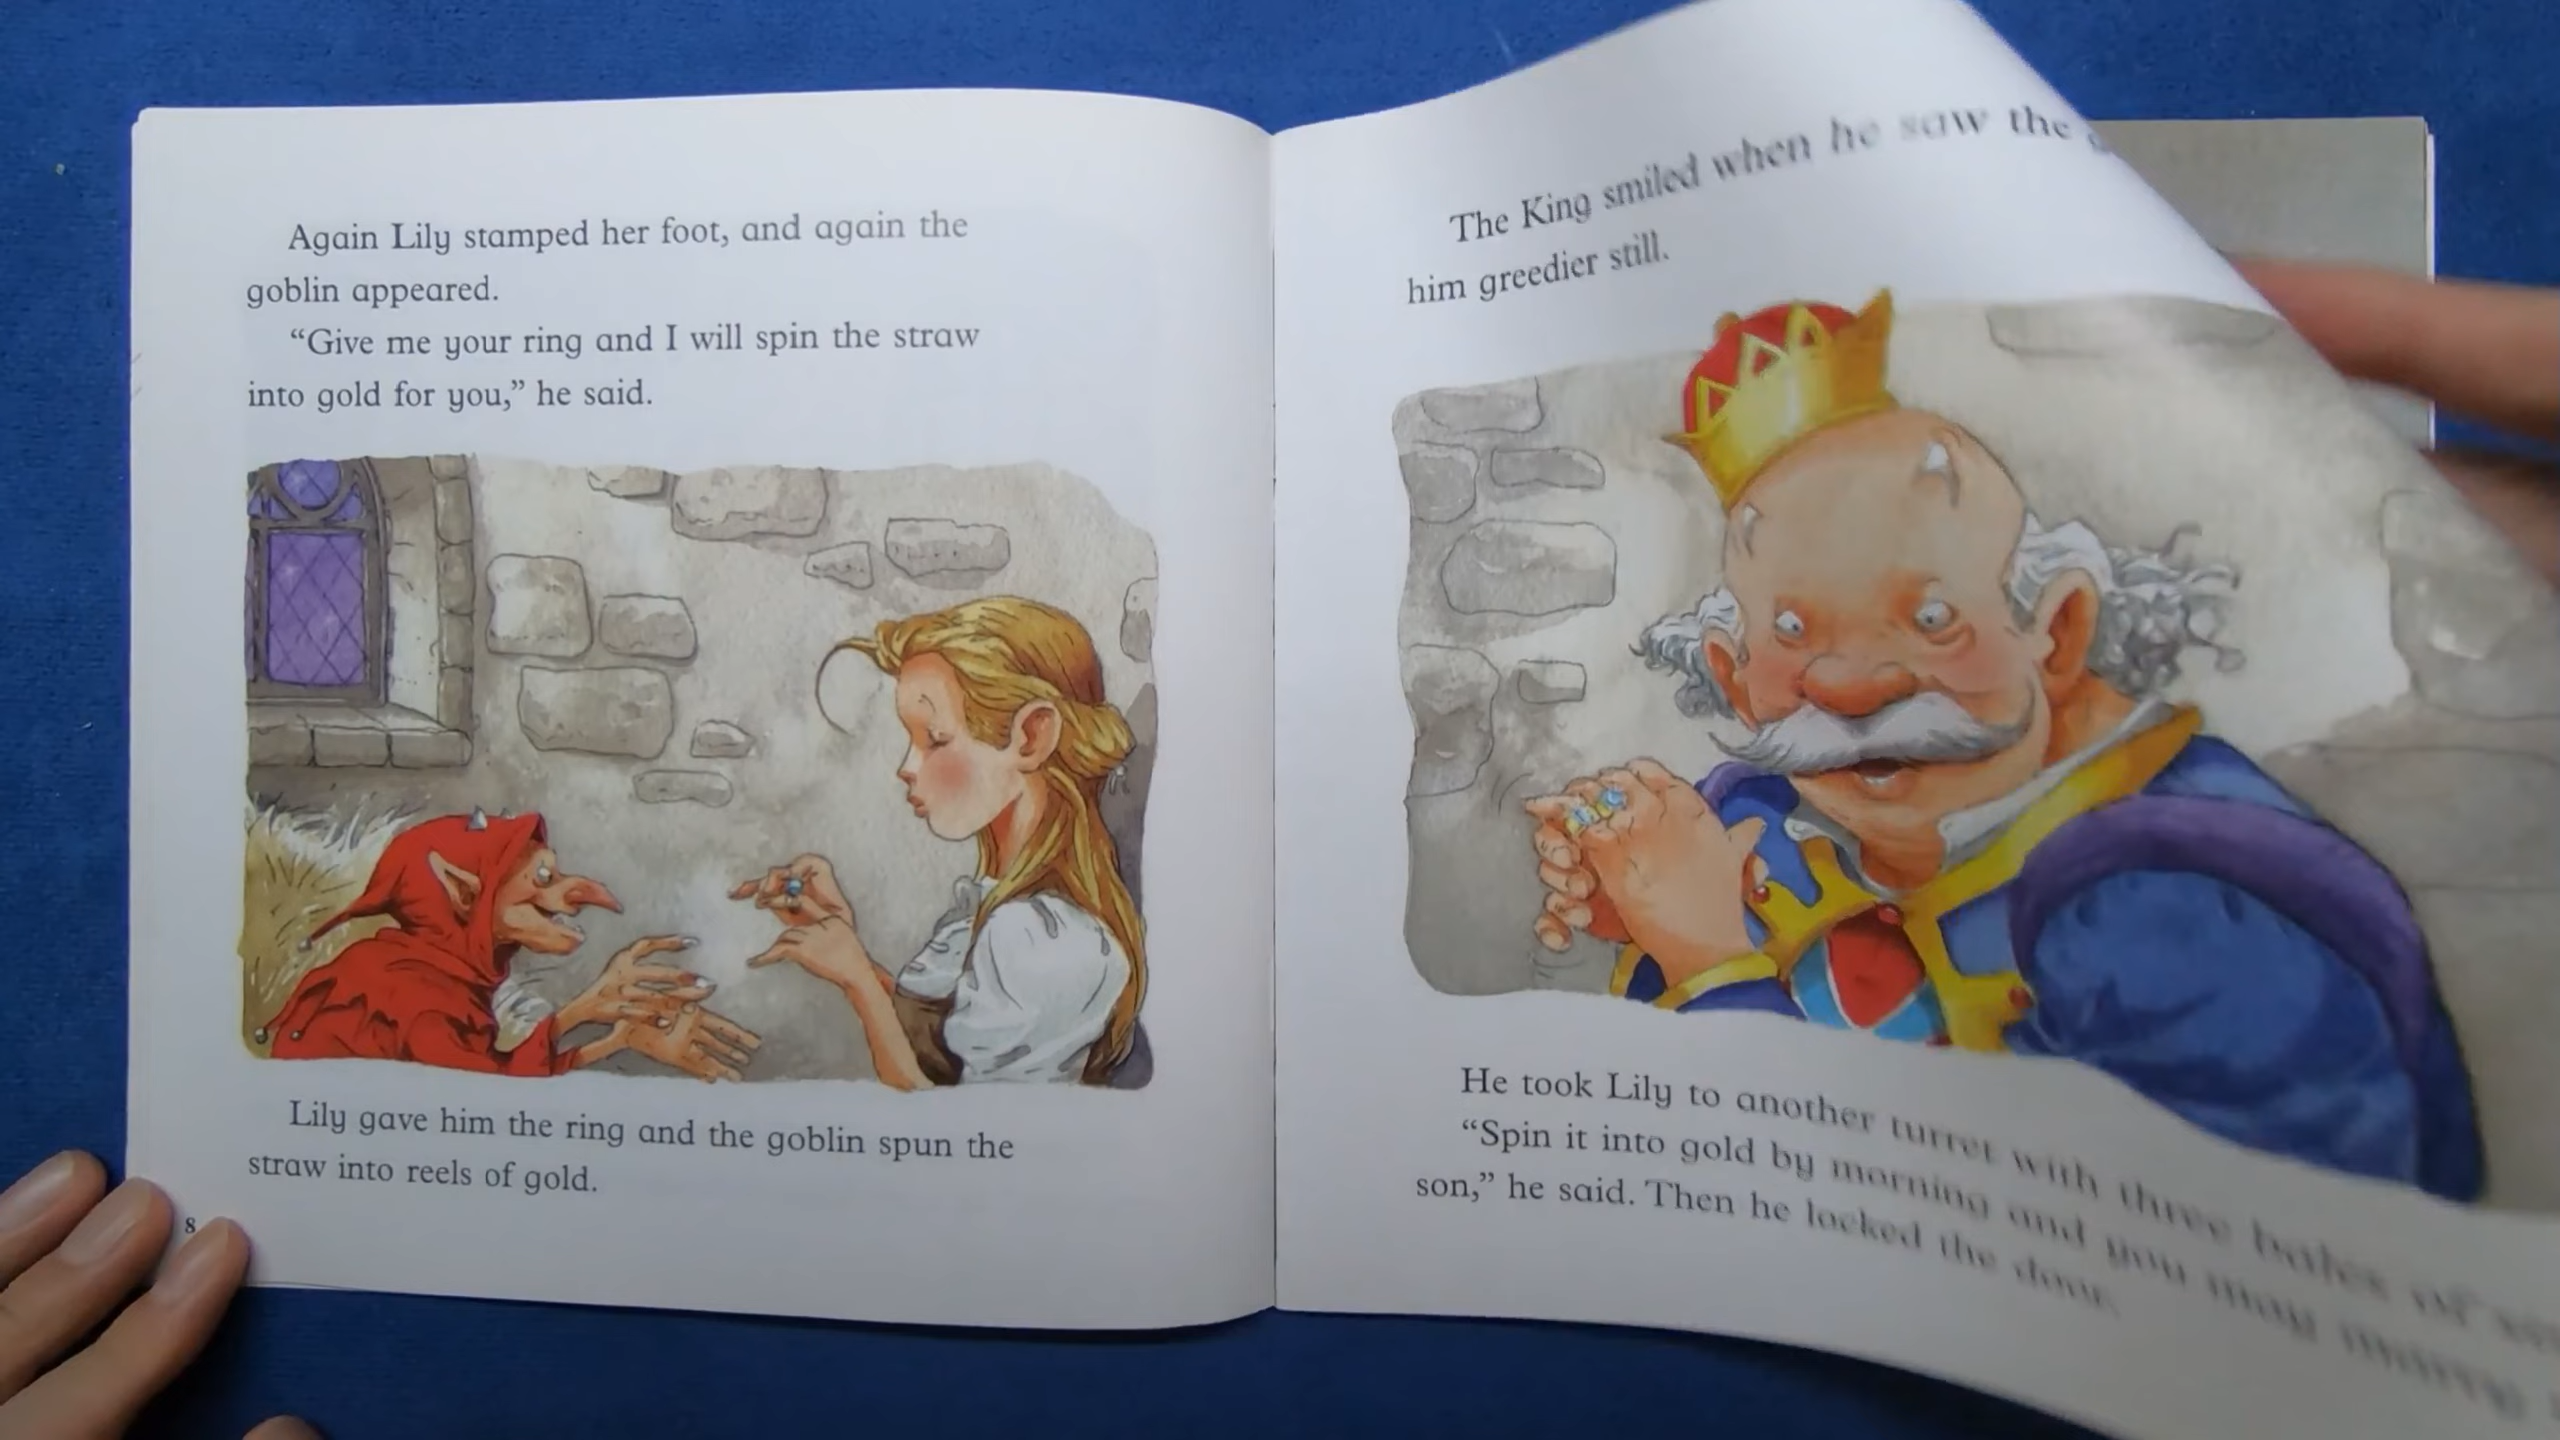 Again Lily stamped her foot, and again the
goblin appeared.
“Give me your ring and I will spin the straw
into gold for you,” he said.
Lily gave him the ring and the goblin spun the
straw into reels of gold.
8
The King smiled when he saw the
him greedier still.
He took Lily to another turret with three bales of
“Spin it into gold by morning and you may marry
son,” he said. Then he locked the door.